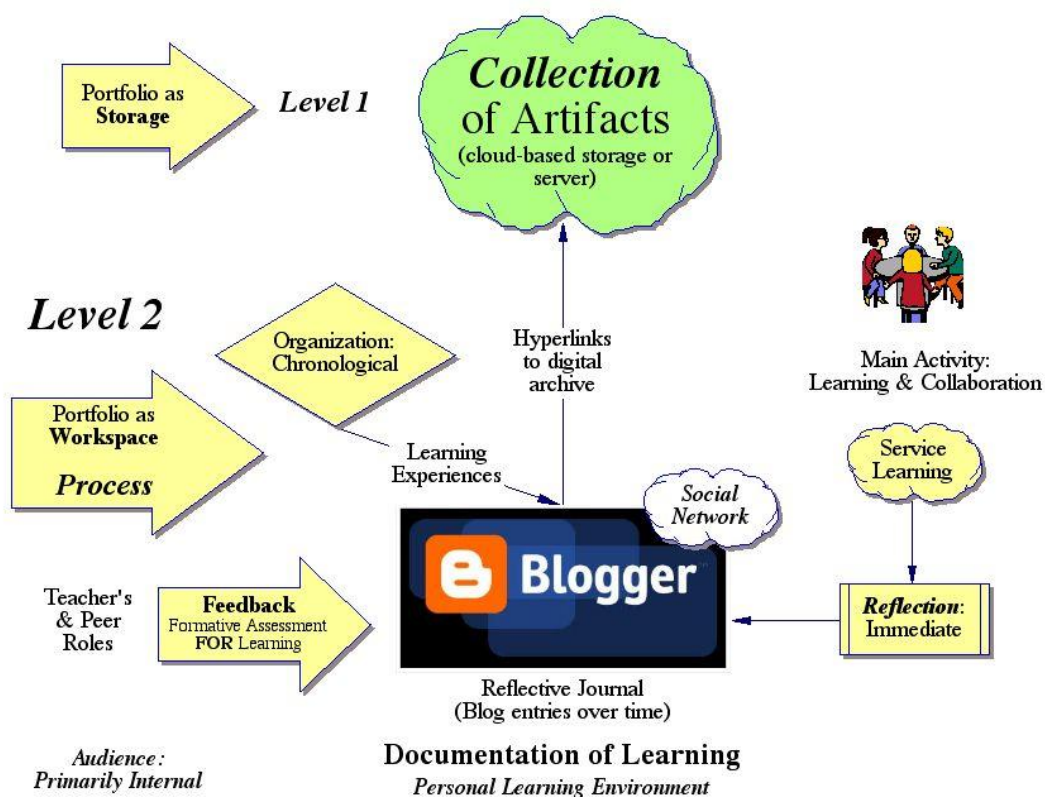 Portfolio as
Storage
Level 1
Collection
of Artifacts
(cloud-based storage or
server)
Level 2
Organization:
Chronological
Hyperlinks
to digital
archive
Main Activity:
Learning & Collaboration
Portfolio as
Workspace
Process
Learning
Experiences
Service
Learning
Social
Network
Blogger
Teacher's
& Peer
Roles
Feedback
Formative Assessment
FOR Learning
Reflection:
Immediate
Reflective Journal
(Blog entries over time)
Audience:
Primarily Internal
Documentation of Learning
Personal Learning Environment